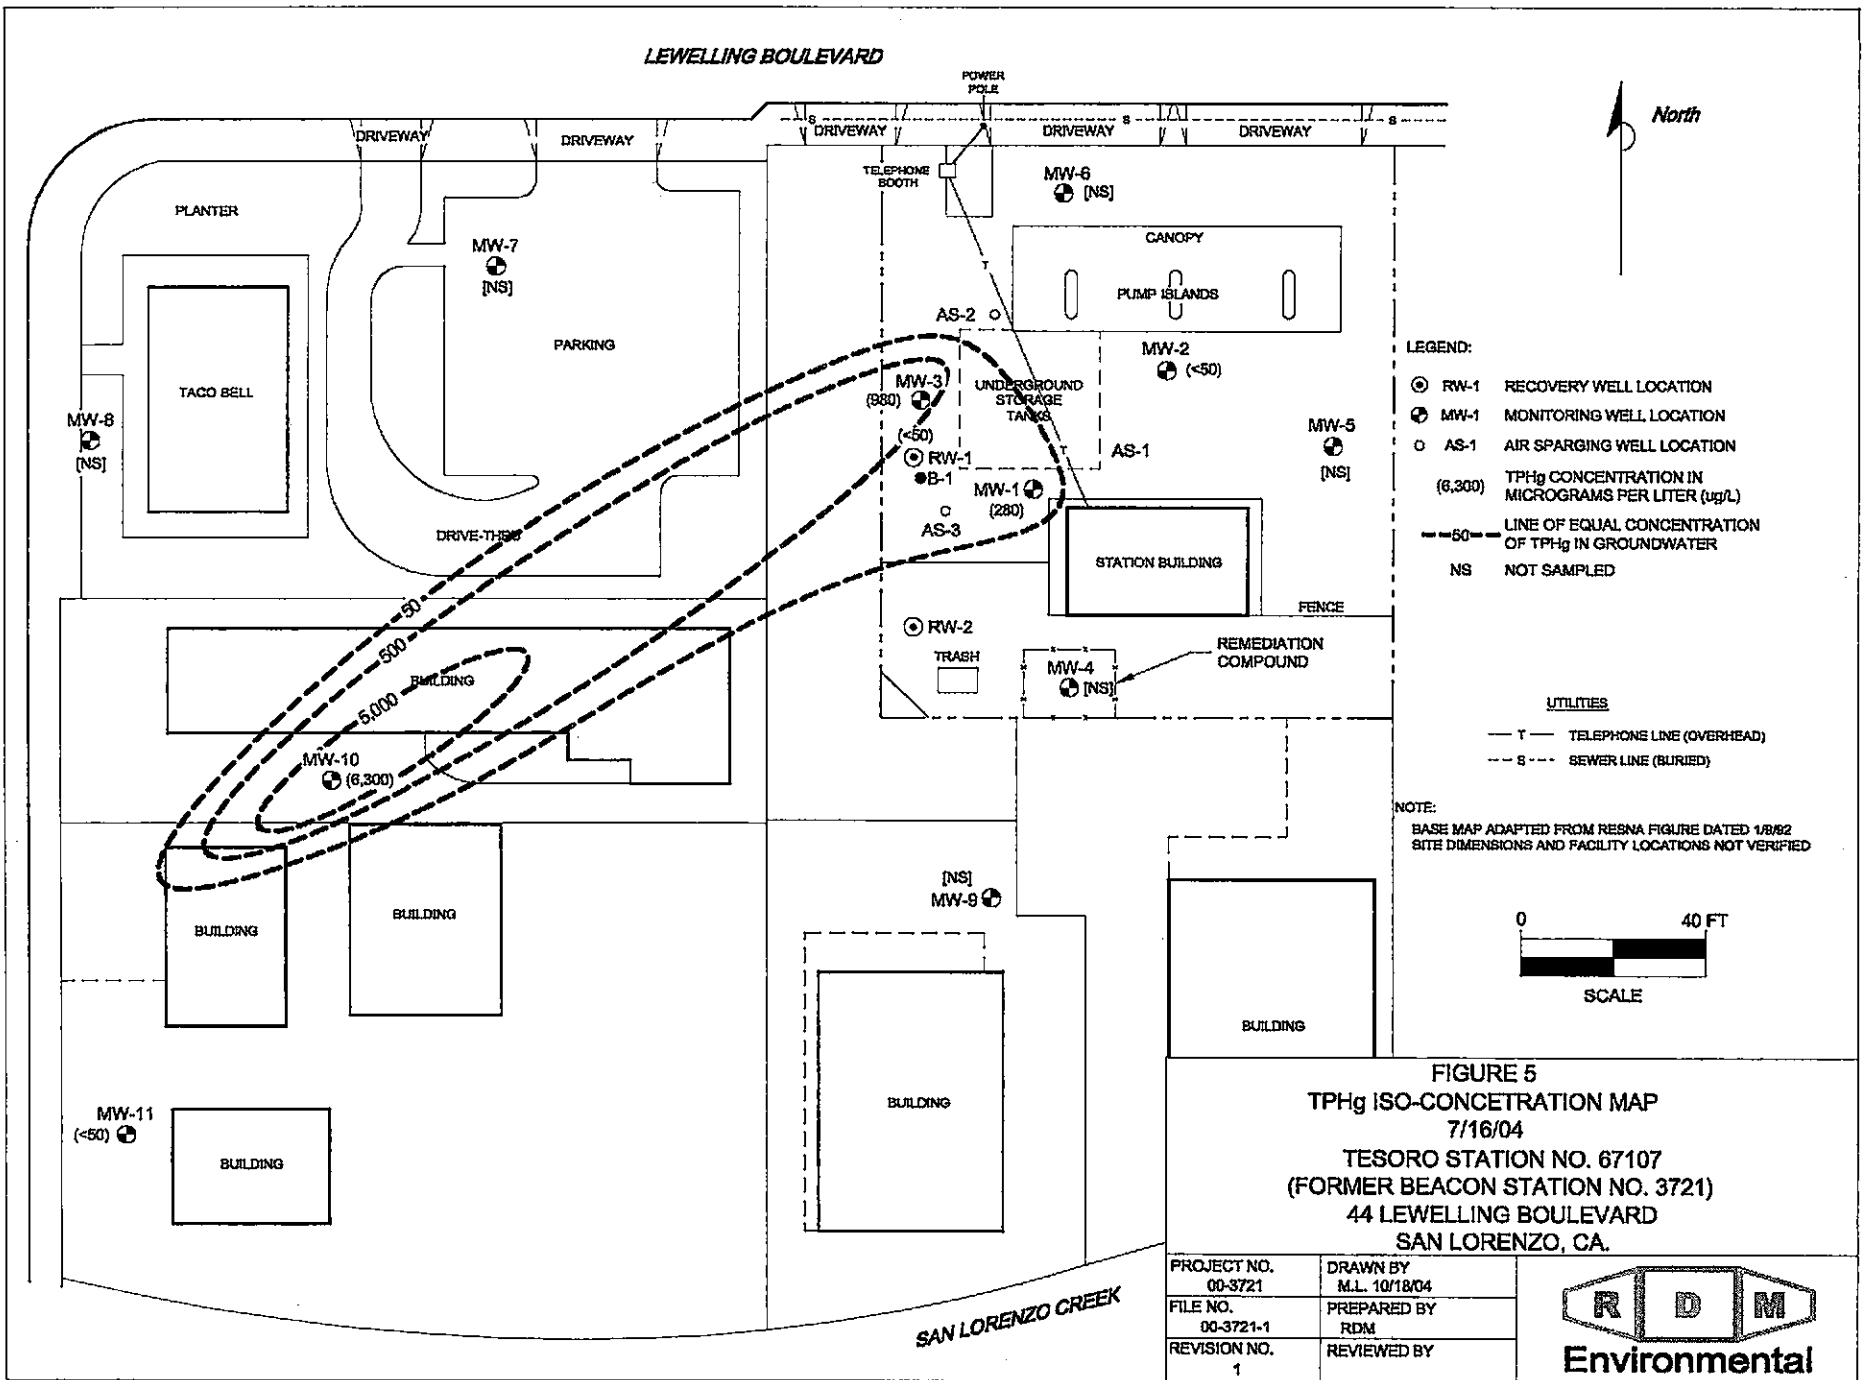 LEWELLING BOULEVARD
POWER
POLE
North
S
S
S
DRIVEWAY
DRIVEWAY
DRIVEWAY
DRIVEWAY
DRIVEWAY
TELEPHONE
BOOTH
MW-6
[NS]
PLANTER
CANOPY
MW-7
[NS]
T
PUMP ISLANDS
AS-2
PARKING
MW-2
(<50)
TACO BELL
MW-3
(980)
UNDERGROUND
STORAGE
TANKS
MW-8
[NS]
(<50)
RW-1
B-1
T
AS-1
MW-5
[NS]
MW-1
(280)
AS-3
DRIVE-THRU
STATION BUILDING
FENCE
50
500
5,000
BUILDING
RW-2
TRASH
MW-4
[NS]
REMEDIATION
COMPOUND
MW-10
(6,300)
BUILDING
BUILDING
[NS]
MW-9
BUILDING
BUILDING
MW-11
(<50)
BUILDING
SAN LORENZO CREEK
LEGEND:
RW-1 RECOVERY WELL LOCATION
MW-1 MONITORING WELL LOCATION
AS-1 AIR SPARGING WELL LOCATION
(6,300) TPHg CONCENTRATION IN
MICROGRAMS PER LITER (ug/L)
50 LINE OF EQUAL CONCENTRATION
OF TPHg IN GROUNDWATER
NS NOT SAMPLED
UTILITIES
T TELEPHONE LINE (OVERHEAD)
S SEWER LINE (BURIED)
NOTE:
BASE MAP ADAPTED FROM RESNA FIGURE DATED 1/8/92
SITE DIMENSIONS AND FACILITY LOCATIONS NOT VERIFIED
0 40 FT
SCALE
FIGURE 5
TPHg ISO-CONCETRATION MAP
7/16/04
TESORO STATION NO. 67107
(FORMER BEACON STATION NO. 3721)
44 LEWELLING BOULEVARD
SAN LORENZO, CA.
PROJECT NO.
00-3721
DRAWN BY
M.L. 10/18/04
FILE NO.
00-3721-1
PREPARED BY
RDM
REVISION NO.
1
REVIEWED BY
R D M
Environmental